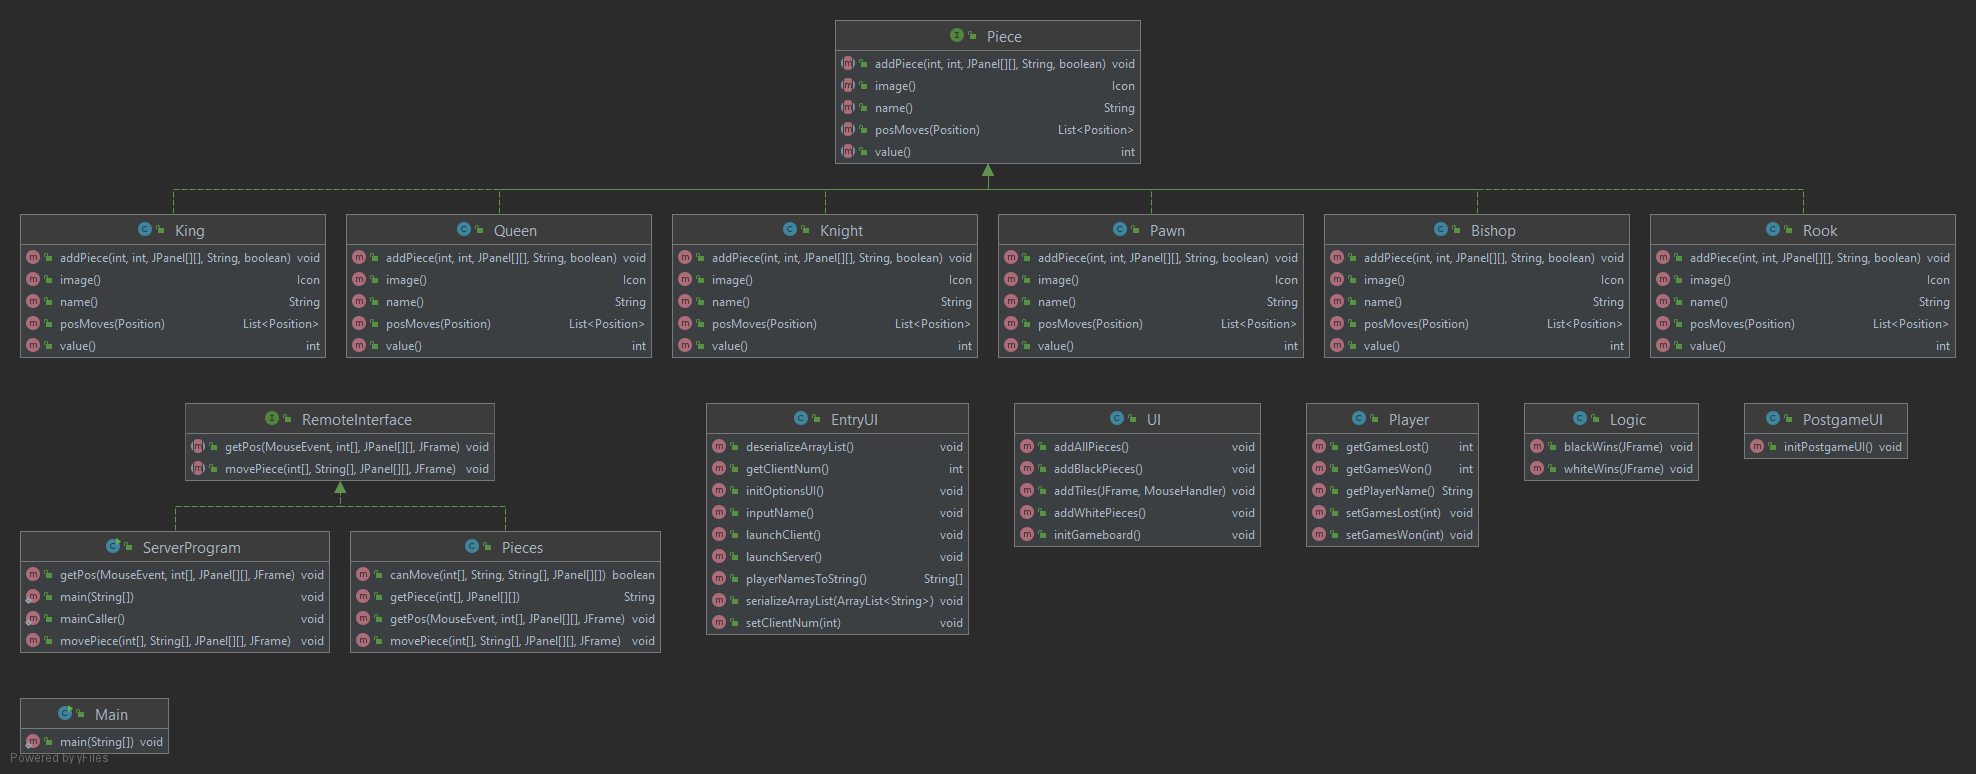 Piece
addPiece(int, int, JPanel[][], String, boolean) void
image() Icon
name() String
posMoves(Position) List<Position>
value() int
King
addPiece(int, int, JPanel[][], String, boolean) void
image() Icon
name() String
posMoves(Position) List<Position>
value() int
Queen
addPiece(int, int, JPanel[][], String, boolean) void
image() Icon
name() String
posMoves(Position) List<Position>
value() int
Knight
addPiece(int, int, JPanel[][], String, boolean) void
image() Icon
name() String
posMoves(Position) List<Position>
value() int
Pawn
addPiece(int, int, JPanel[][], String, boolean) void
image() Icon
name() String
posMoves(Position) List<Position>
value() int
Bishop
addPiece(int, int, JPanel[][], String, boolean) void
image() Icon
name() String
posMoves(Position) List<Position>
value() int
Rook
addPiece(int, int, JPanel[][], String, boolean) void
image() Icon
name() String
posMoves(Position) List<Position>
value() int
RemoteInterface
getPos(MouseEvent, int[], JPanel[][], JFrame) void
movePiece(int[], String[], JPanel[][], JFrame) void
EntryUI
deserializeArrayList() void
getClientNum() int
initOptionsUI() void
inputName() void
launchClient() void
launchServer() void
playerNamesToString() String[]
serializeArrayList(ArrayList<String>) void
setClientNum(int) void
UI
addAllPieces() void
addBlackPieces() void
addTiles(JFrame, MouseHandler) void
addWhitePieces() void
initGameboard() void
Player
getGamesLost() int
getGamesWon() int
getPlayerName() String
setGamesLost(int) void
setGamesWon(int) void
Logic
blackWins(JFrame) void
whiteWins(JFrame) void
PostgameUI
initPostgameUI() void
ServerProgram
getPos(MouseEvent, int[], JPanel[][], JFrame) void
main(String[]) void
mainCaller() void
movePiece(int[], String[], JPanel[][], JFrame) void
Pieces
canMove(int[], String, String[], JPanel[][]) boolean
getPiece(int[], JPanel[][]) String
getPos(MouseEvent, int[], JPanel[][], JFrame) void
movePiece(int[], String[], JPanel[][], JFrame) void
Main
main(String[]) void
Powered by yFiles